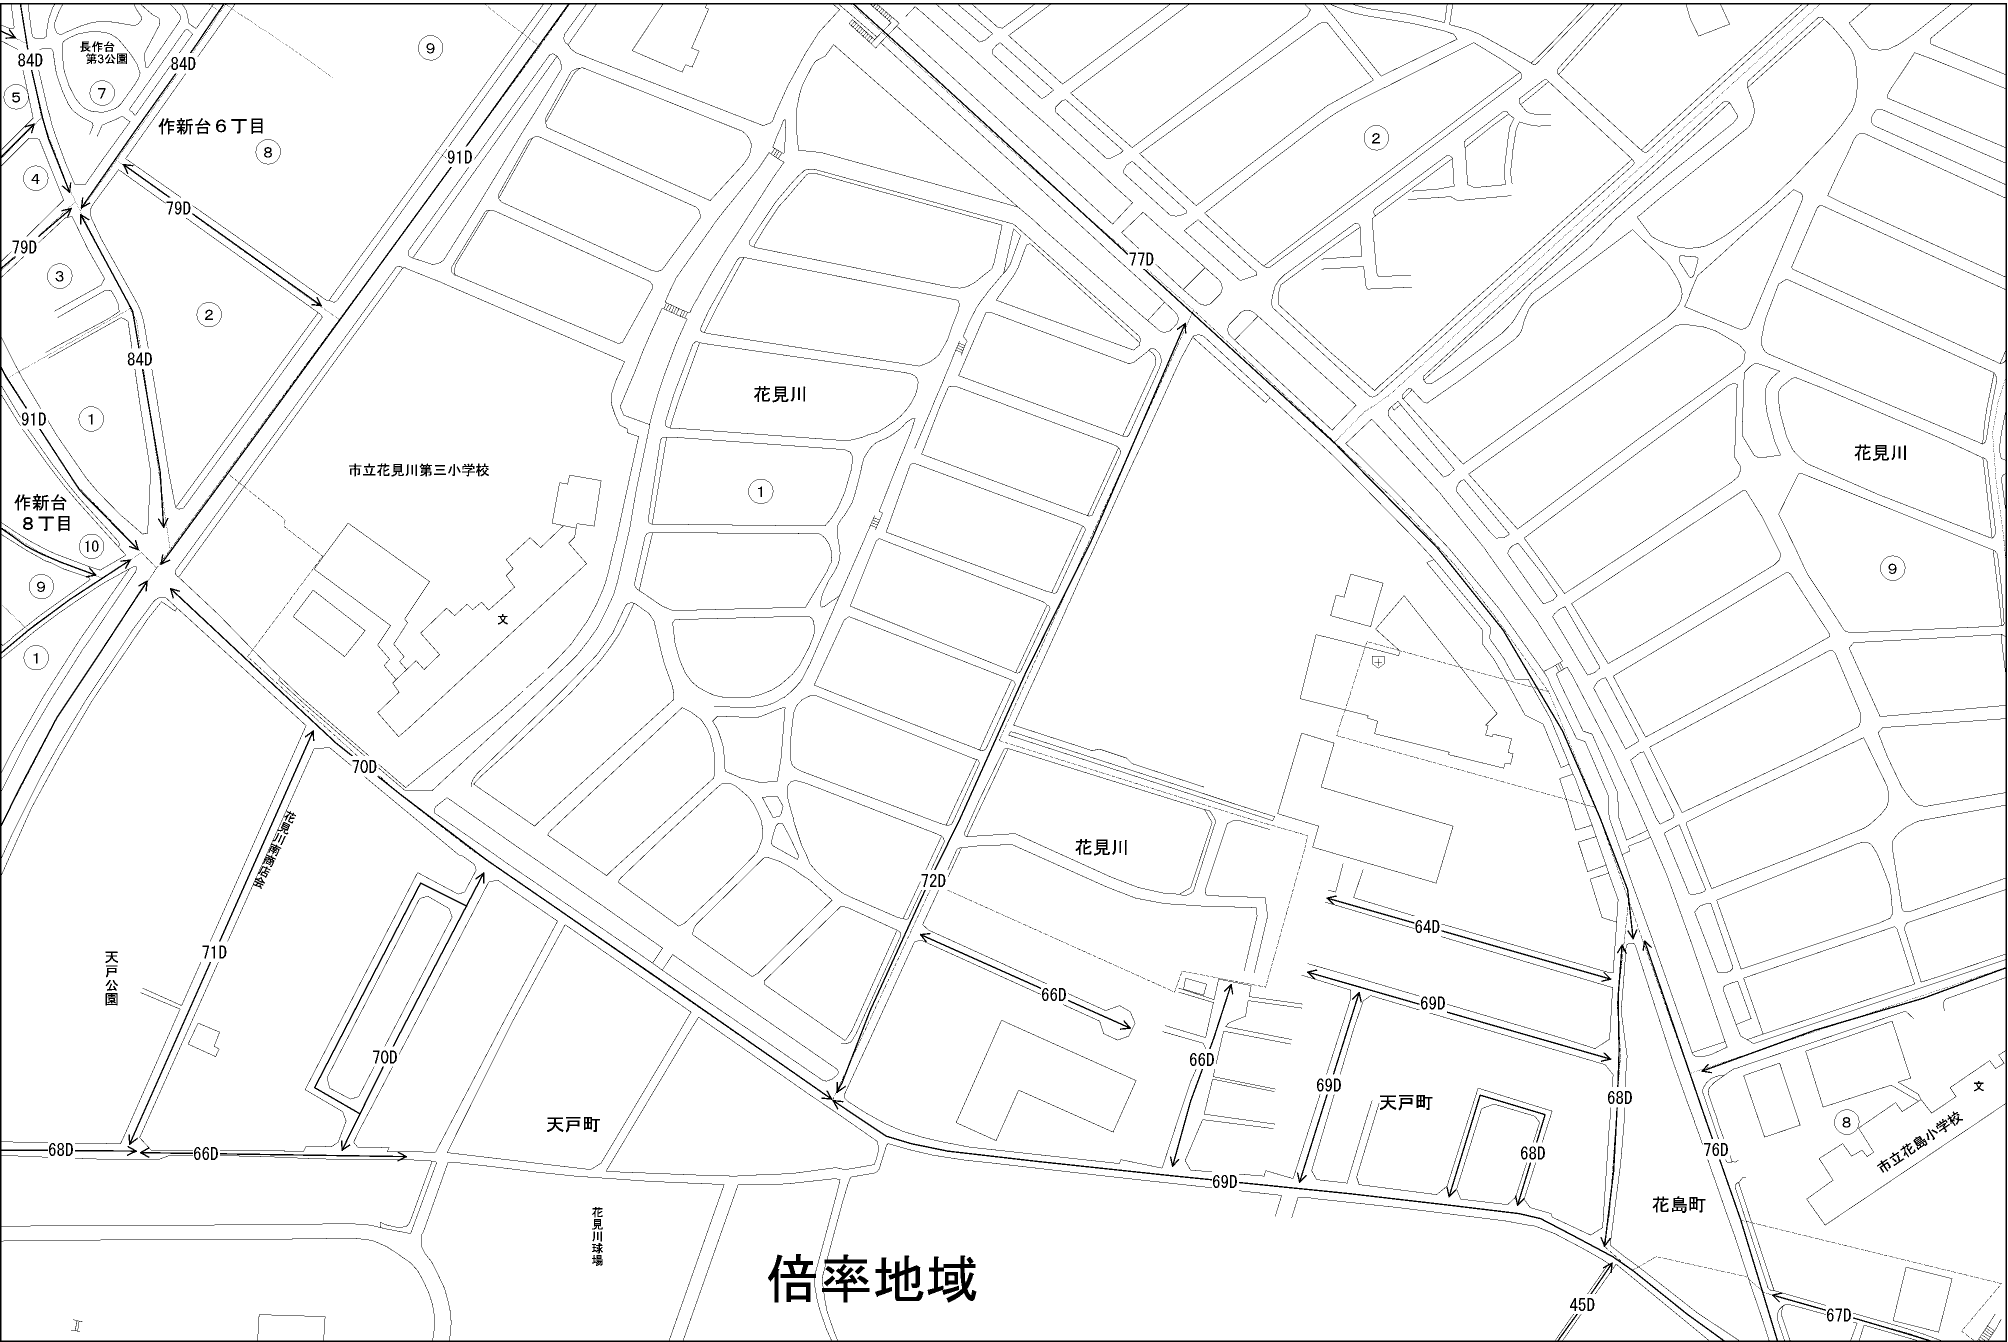 長作台
第3公園
9
84D
84D
5
7
作新台6丁目
8
2
91D
4
79D
79D
3
77D
2
84D
91D
1
花見川
花見川
市立花見川第三小学校
1
作新台
8丁目
10
9
9
文
1
70D
花見川南商店会
花見川
72D
64D
天戸公園
71D
66D
69D
70D
66D
69D
68D
天戸町
天戸町
文
8
市立花島小学校
68D
66D
68D
76D
69D
花島町
花見川球場
倍率地域
45D
67D